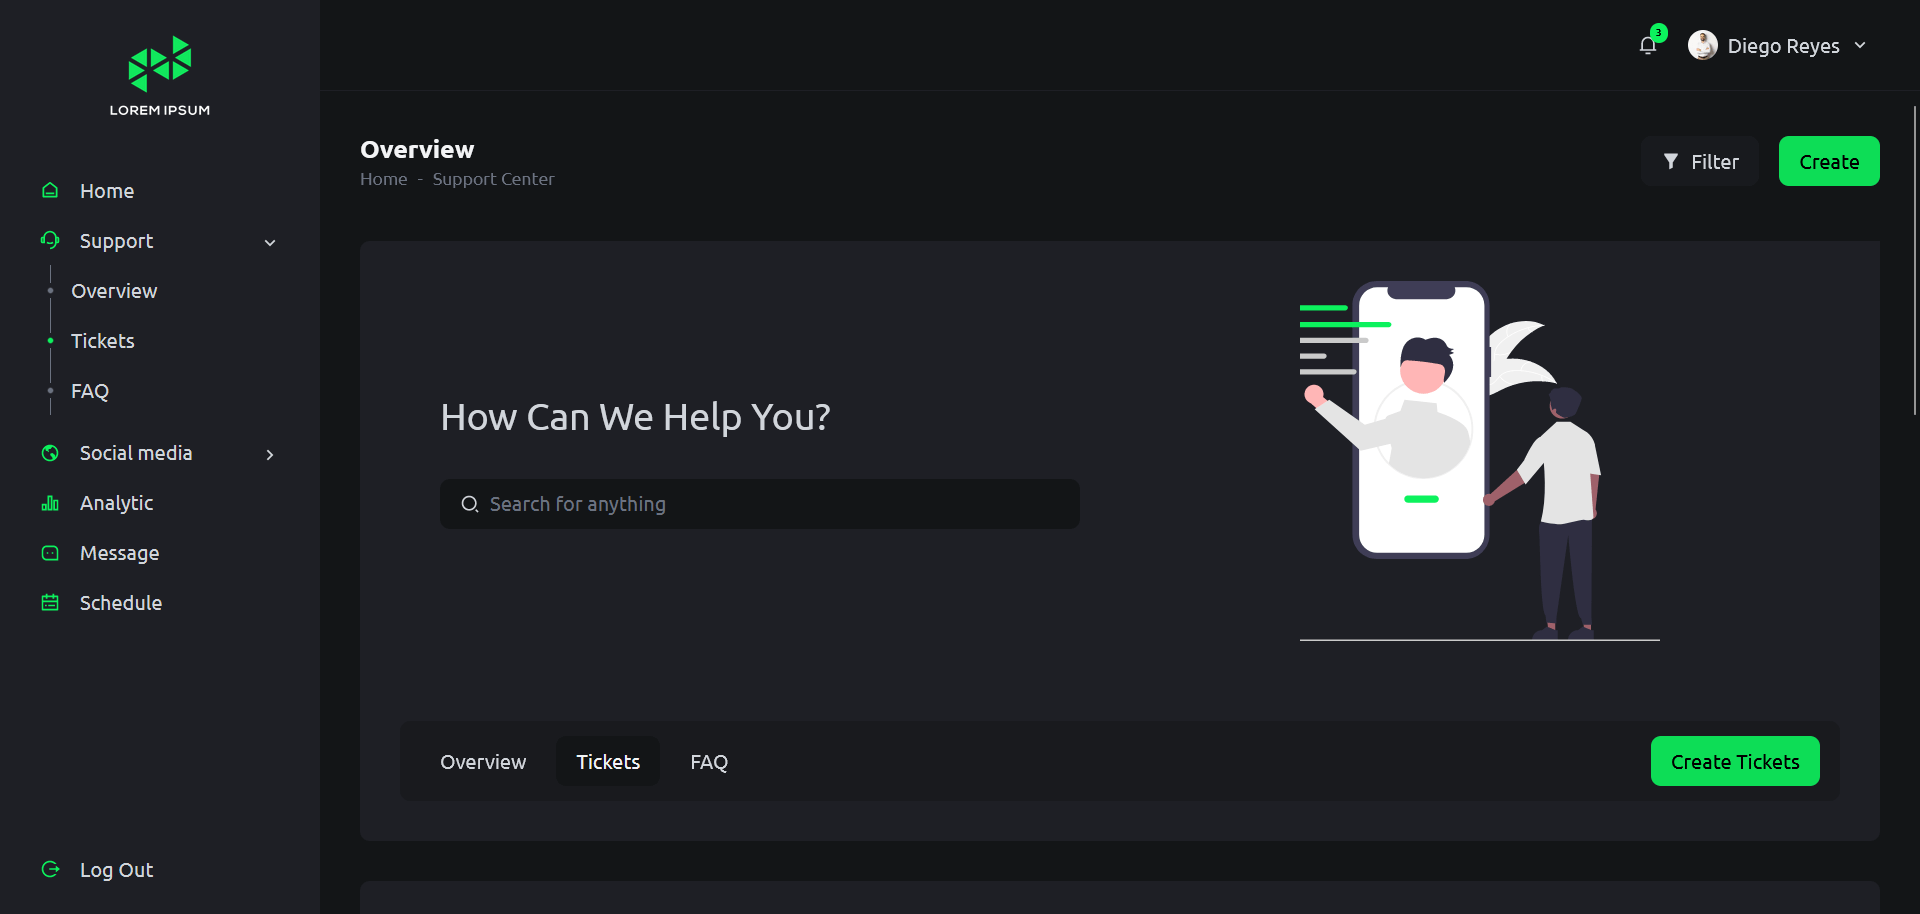 LOREM IPSUM
Home
Support
Overview
Tickets
FAQ
Social media
Analytic
Message
Schedule
Log Out
3
Diego Reyes
Overview
Home - Support Center
Filter
Create
How Can We Help You?
Search for anything
Overview
Tickets
FAQ
Create Tickets